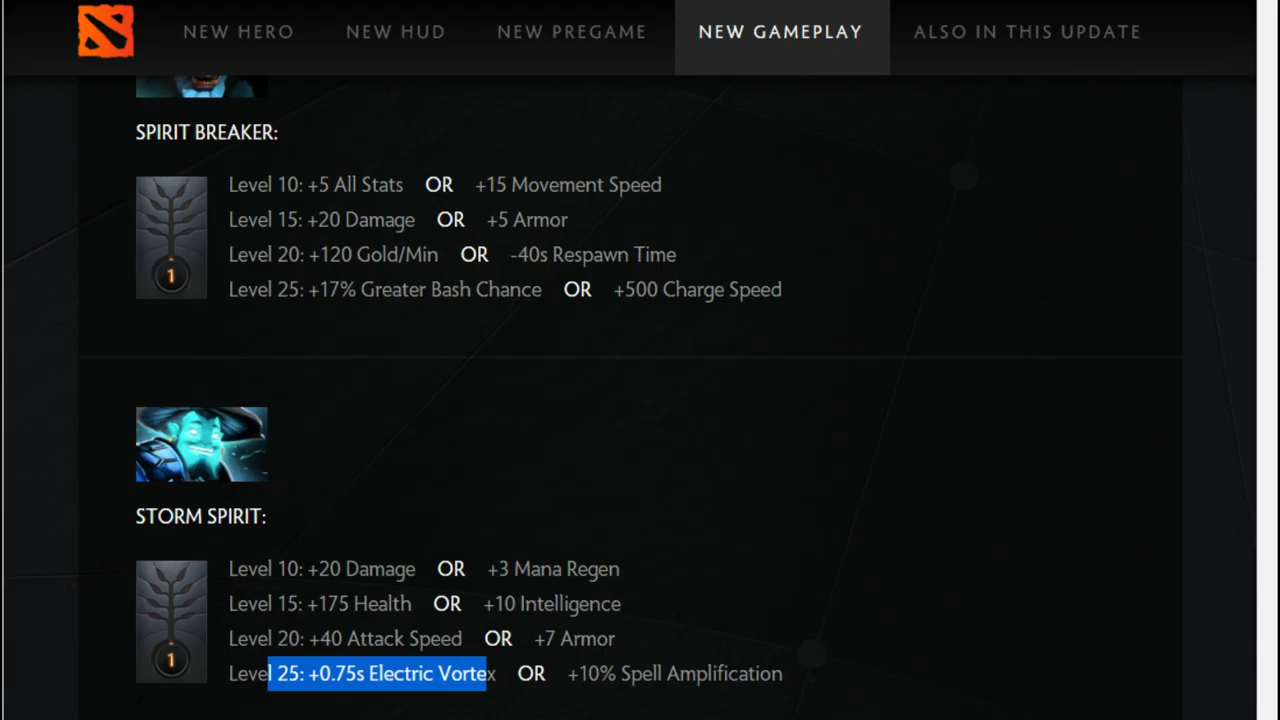 NEW HERO NEW HUD NEW PREGAME NEW GAMEPLAY ALSO IN THIS UPDATE
SPIRIT BREAKER:
1
Level 10: +5 All Stats OR +15 Movement Speed
Level 15: +20 Damage OR +5 Armor
Level 20: +120 Gold/Min OR -40s Respawn Time
Level 25: +17% Greater Bash Chance OR +500 Charge Speed
STORM SPIRIT:
1
Level 10: +20 Damage OR +3 Mana Regen
Level 15: +175 Health OR +10 Intelligence
Level 20: +40 Attack Speed OR +7 Armor
Level 25: +0.75s Electric Vortex OR +10% Spell Amplification